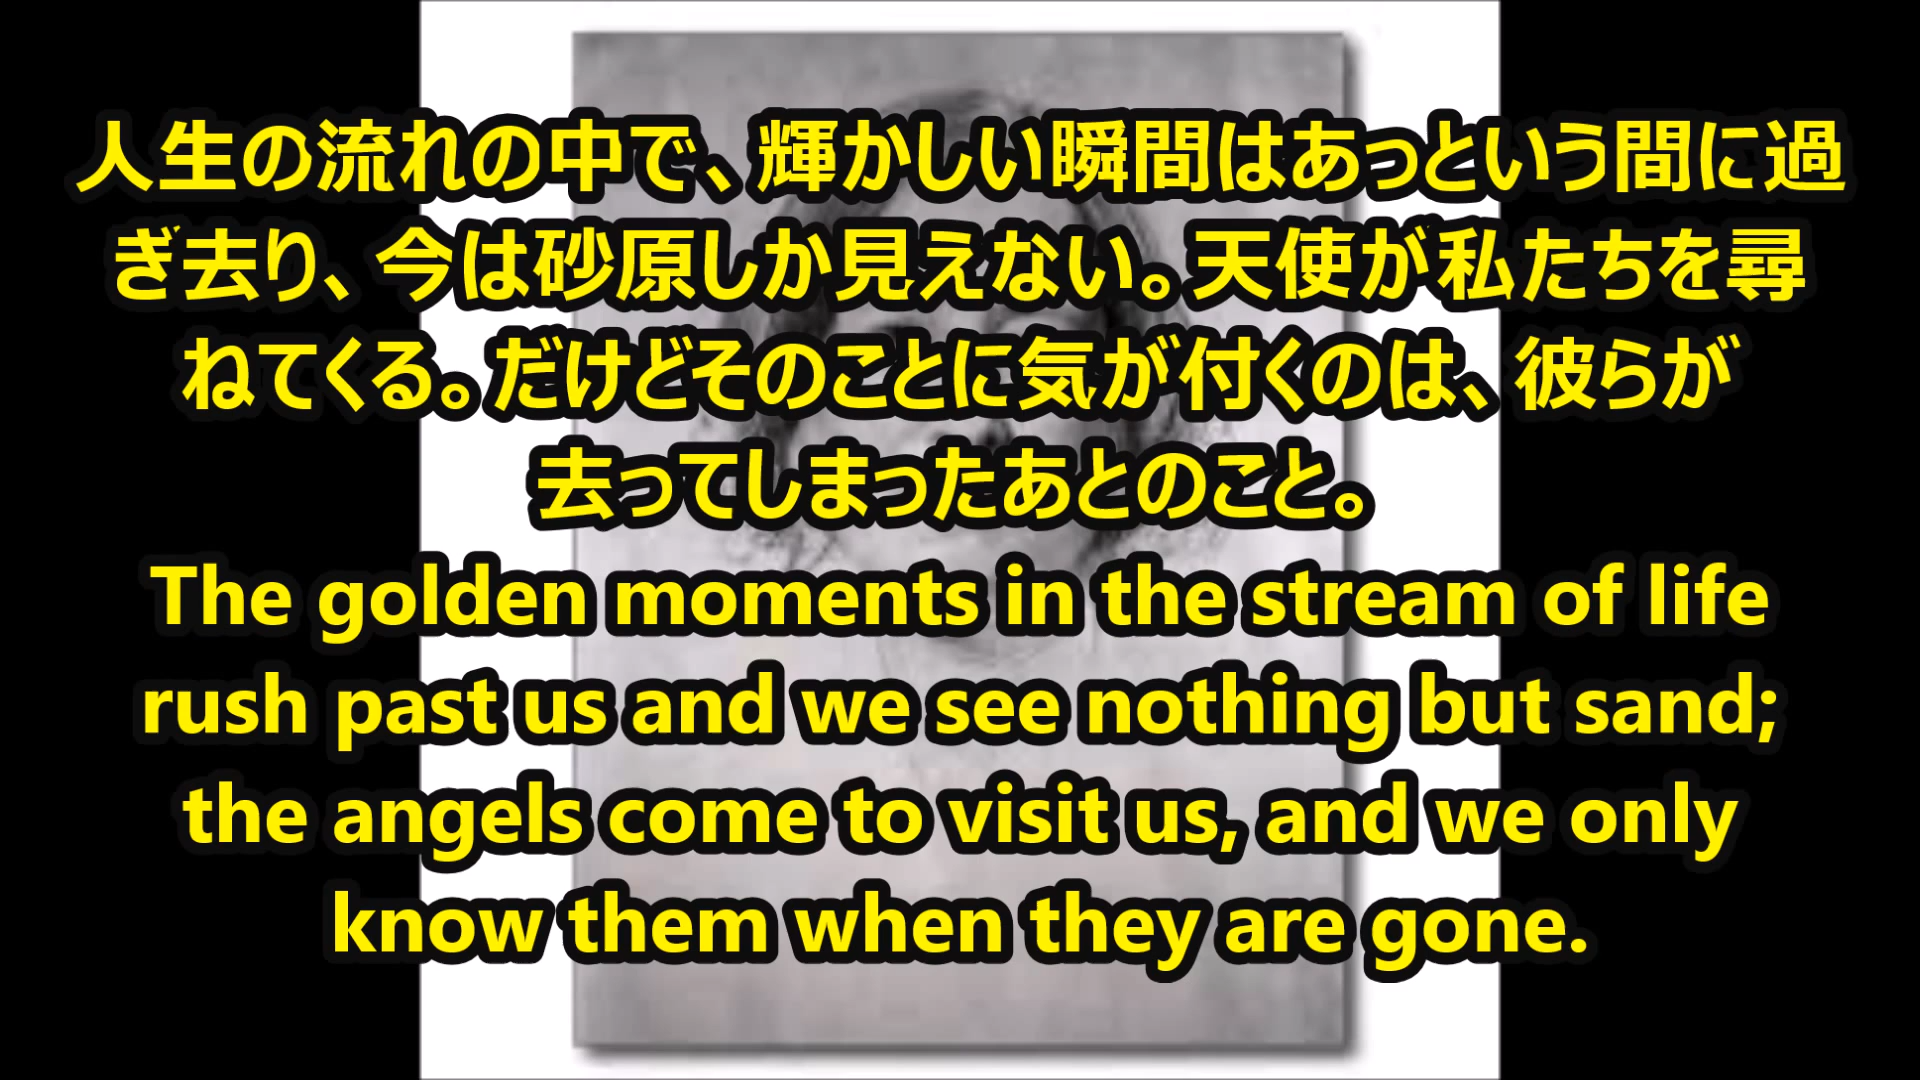 人生の流れの中で、輝かしい瞬間はあっという間に過
ぎ去り、今は砂原しか見えない。天使が私たちを尋
ねてくる。だけどそのことに気が付くのは、彼らが
去ってしまったあとのこと。
The golden moments in the stream of life
rush past us and we see nothing but sand;
the angels come to visit us, and we only
know them when they are gone.